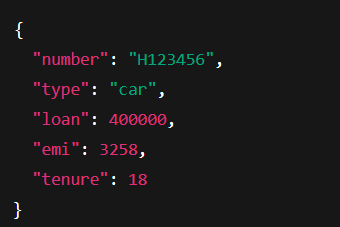 {
"number": "H123456",
"type": "car",
"loan": 400000,
"emi": 3258,
"tenure": 18
}